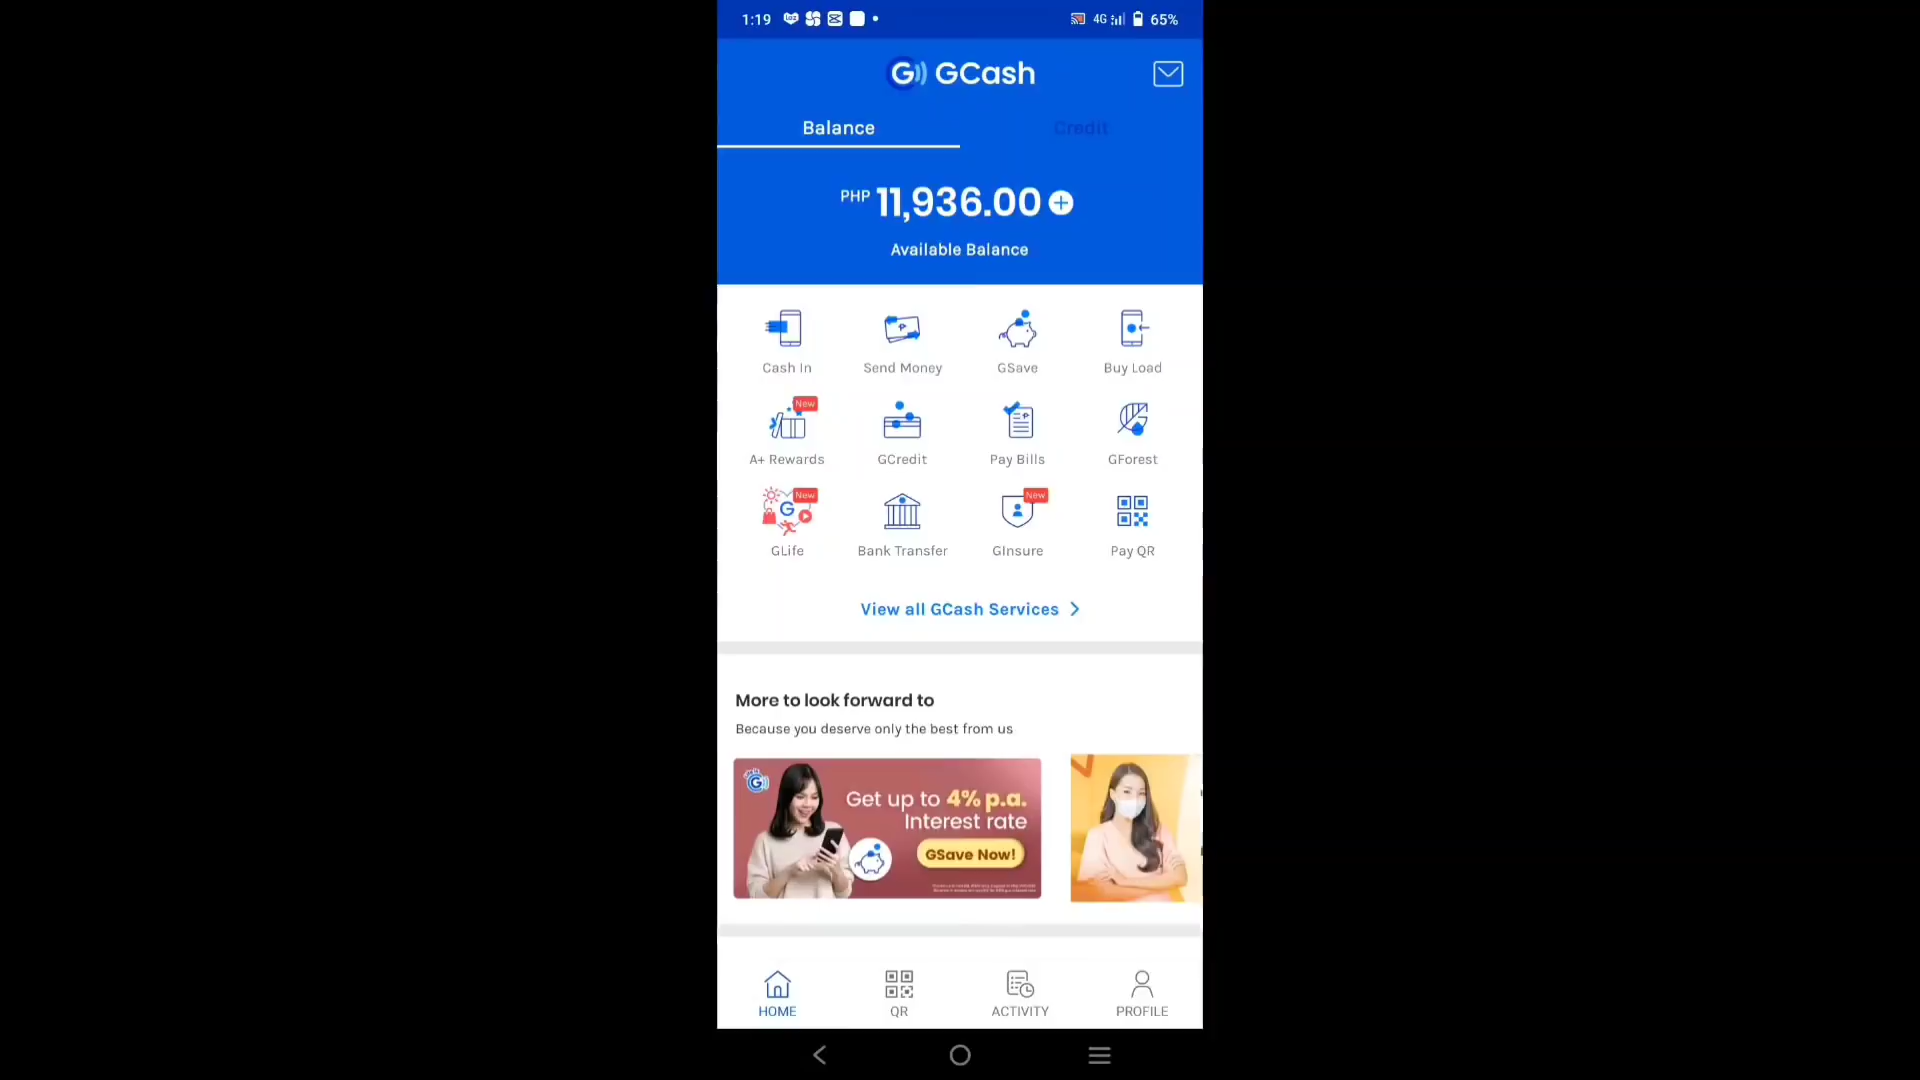 1:19 4G 65%
GCash
Balance Credit
PHP 11,936.00
Available Balance
Cash In Send Money GSave Buy Load
New
A+ Rewards GCredit Pay Bills GForest
New New
GLife Bank Transfer GInsure Pay QR
View all GCash Services
More to look forward to
Because you deserve only the best from us
Get up to 4% p.a.
Interest rate
GSave Now!
HOME QR ACTIVITY PROFILE